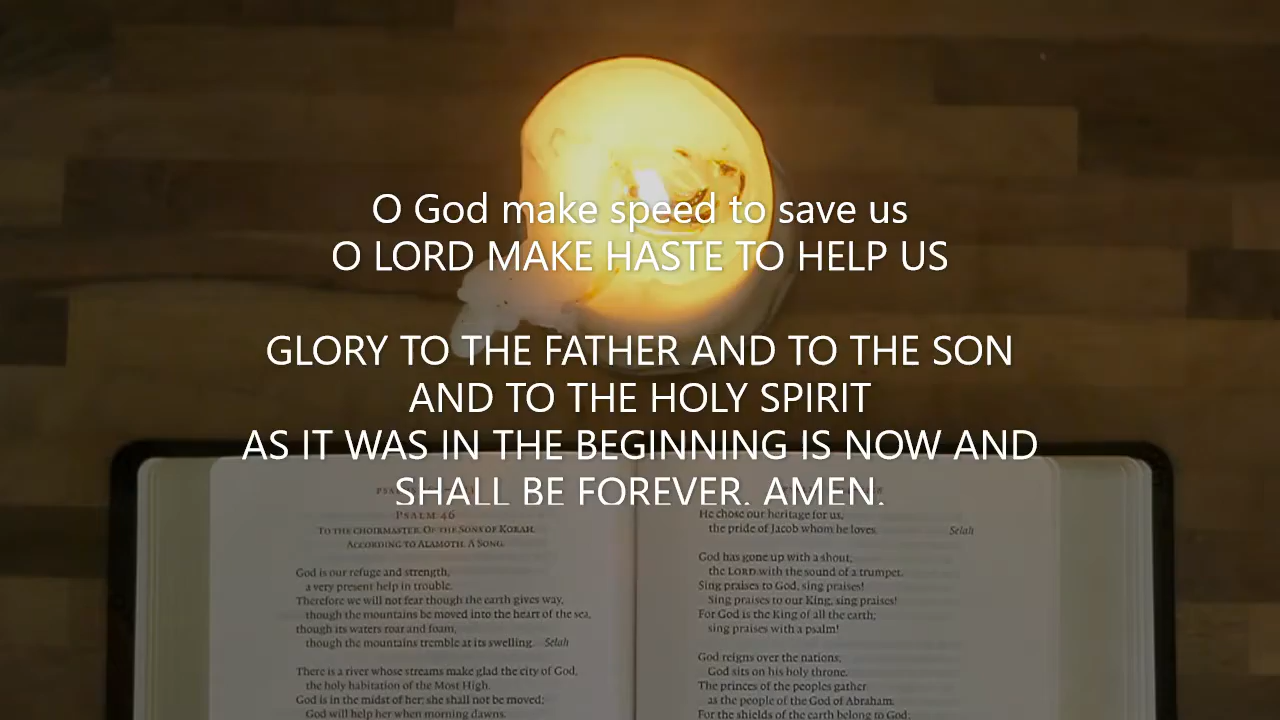 O God make speed to save us
O LORD MAKE HASTE TO HELP US
GLORY TO THE FATHER AND TO THE SON
AND TO THE HOLY SPIRIT
AS IT WAS IN THE BEGINNING IS NOW AND
SHALL BE FOREVER. AMEN.
PSALM 46
TO THE CHOIRMASTER. OF THE SONS OF KORAH.
ACCORDING TO ALAMOTH. A SONG.
God is our refuge and strength,
a very present help in trouble.
Therefore we will not fear though the earth gives way,
though the mountains be moved into the heart of the sea,
though its waters roar and foam,
though the mountains tremble at its swelling. Selah
There is a river whose streams make glad the city of God,
the holy habitation of the Most High.
God is in the midst of her; she shall not be moved;
God will help her when morning dawns.
He chose our heritage for us,
the pride of Jacob whom he loves. Selah
God has gone up with a shout,
the LORD with the sound of a trumpet.
Sing praises to God, sing praises!
Sing praises to our King, sing praises!
For God is the King of all the earth;
sing praises with a psalm!
God reigns over the nations;
God sits on his holy throne.
The princes of the peoples gather
as the people of the God of Abraham.
For the shields of the earth belong to God;